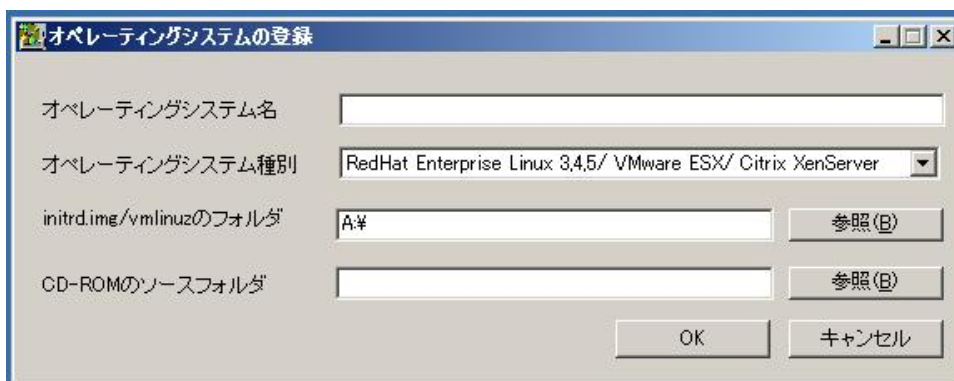 オペレーティングシステムの登録
オペレーティングシステム名
オペレーティングシステム種別 RedHat Enterprise Linux 3,4,5/ VMware ESX/ Citrix XenServer
initrd.img/vmlinuzのフォルダ A:¥ 参照(B)
CD-ROMのソースフォルダ 参照(B)
OK キャンセル